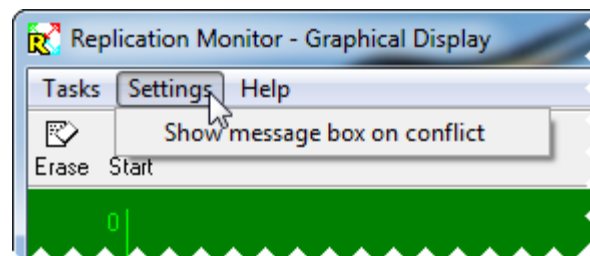 Replication Monitor - Graphical Display
Tasks Settings Help
Show message box on conflict
Erase Start
0